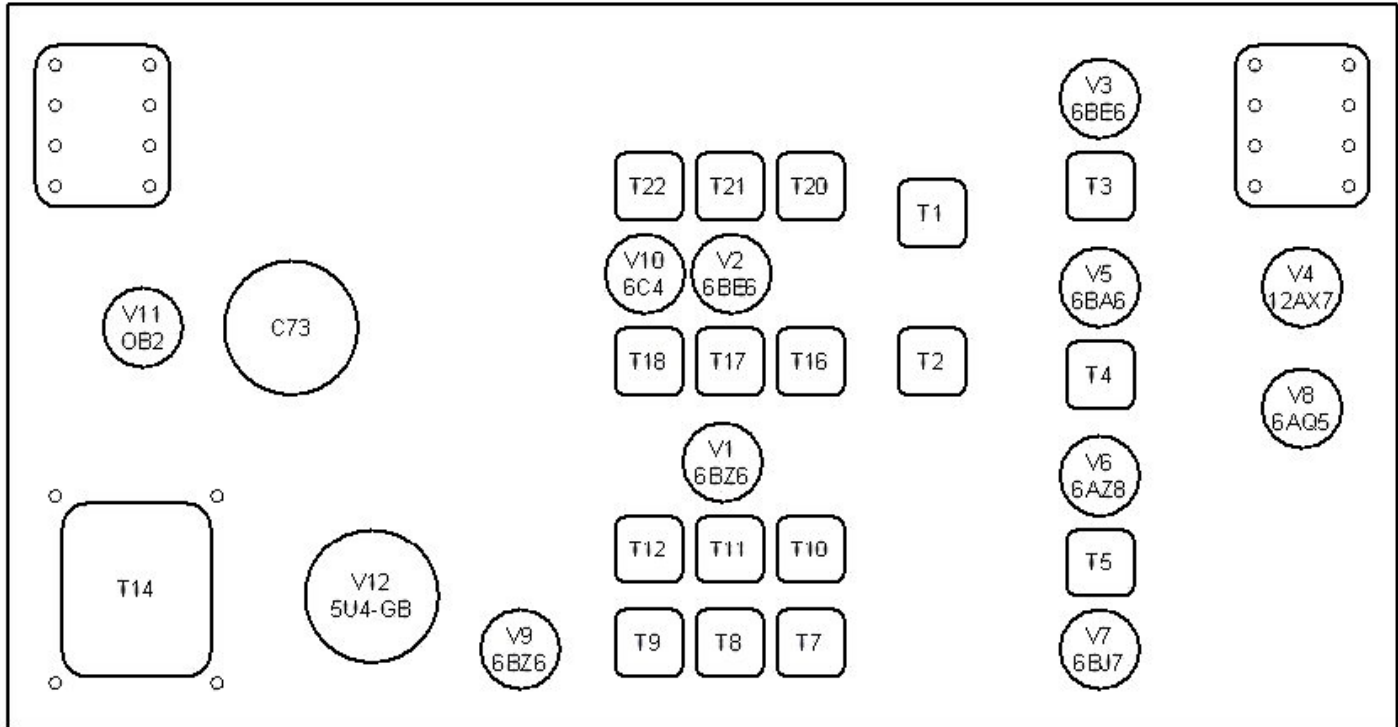 V3
6BE6
T22
T21
T20
T3
T1
V10
6C4
V2
6BE6
V5
6BA6
V4
12AX7
V11
OB2
C73
T18
T17
T16
T2
T4
V8
6AQ5
V1
6BZ6
V6
6AZ8
T12
T11
T10
T5
T14
V12
5U4-GB
V9
6BZ6
T9
T8
T7
V7
6BJ7